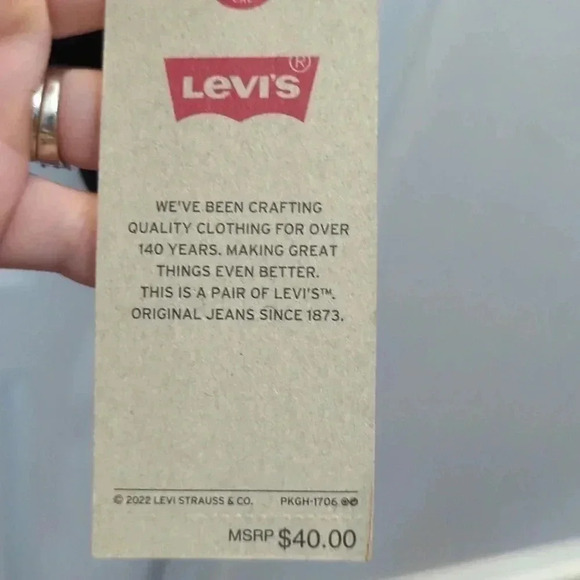 LEVI'S®
WE'VE BEEN CRAFTING
QUALITY CLOTHING FOR OVER
140 YEARS. MAKING GREAT
THINGS EVEN BETTER.
THIS IS A PAIR OF LEVI'S™.
ORIGINAL JEANS SINCE 1873.
© 2022 LEVI STRAUSS & CO. PKGH-1706
MSRP $40.00